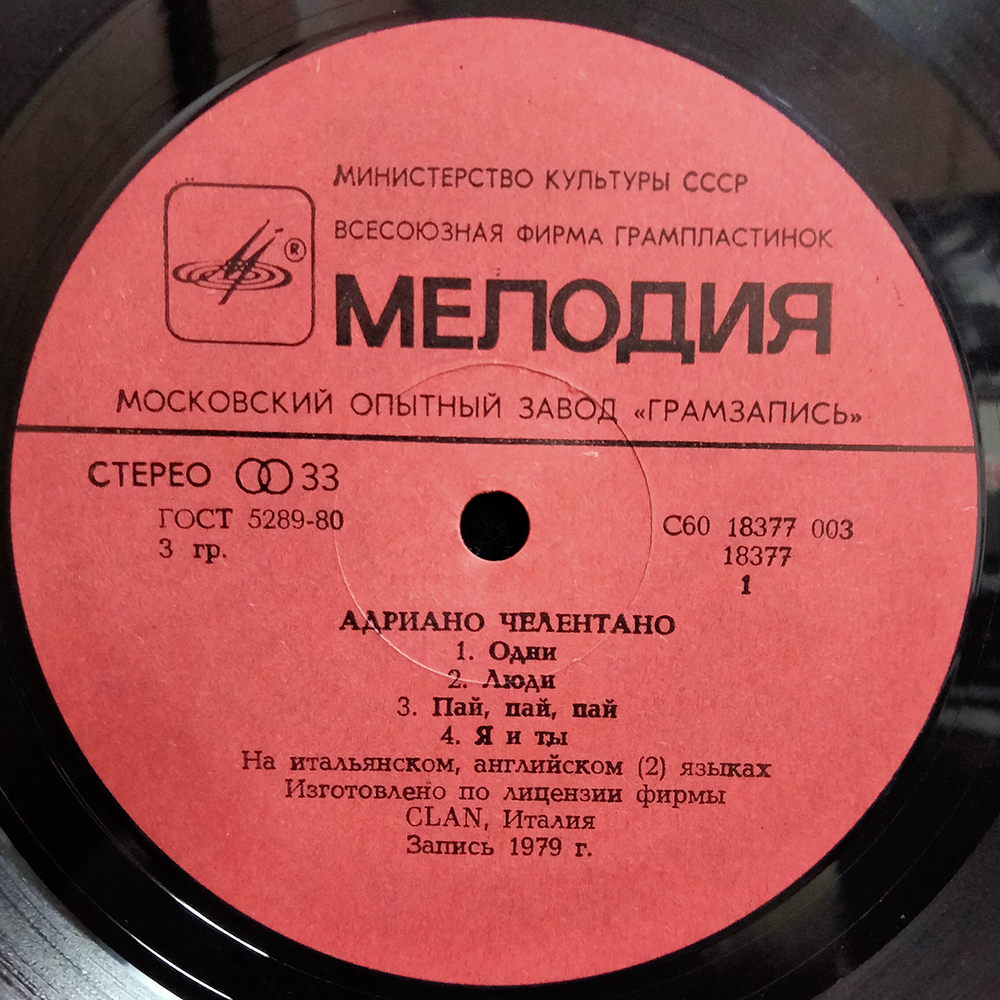 МИНИСТЕРСТВО КУЛЬТУРЫ СССР
ВСЕСОЮЗНАЯ ФИРМА ГРАМПЛАСТИНОК
®
МЕЛОДИЯ
МОСКОВСКИЙ ОПЫТНЫЙ ЗАВОД «ГРАМЗАПИСЬ»
СТЕРЕО 33
ГОСТ 5289-80
3 гр.
С60 18377 003
18377
1
АДРИАНО ЧЕЛЕНТАНО
1. Одни
2. Люди
3. Пай, пай, пай
4. Я и ты
На итальянском, английском (2) языках
Изготовлено по лицензии фирмы
CLAN, Италия
Запись 1979 г.